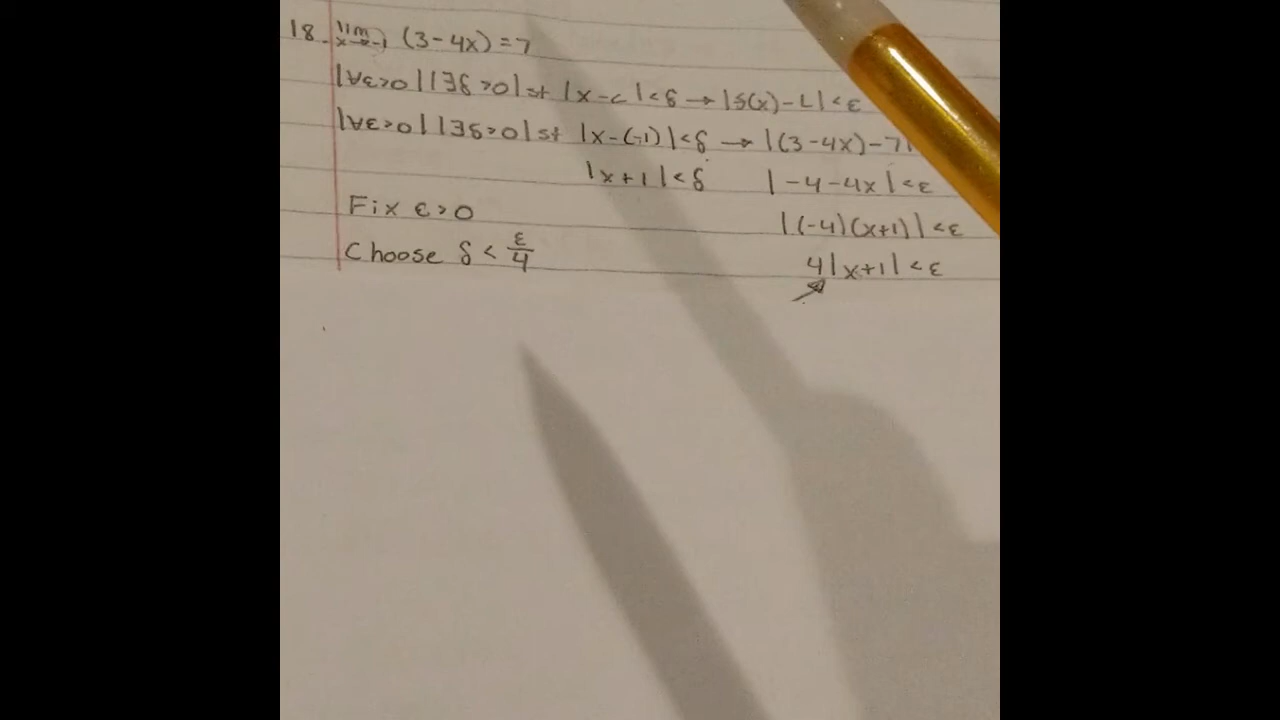 18. lim x→-1 (3-4x)=7
|∀ε>0||∃δ>0| st |x-c|<δ → |f(x)-L|<ε
|∀ε>0||∃δ>0| st |x-(-1)|<δ → |(3-4x)-7|
|x+1|<δ |-4-4x|<ε
Fix ε>0 |(-4)(x+1)|<ε
Choose δ < ε/4 4|x+1|<ε